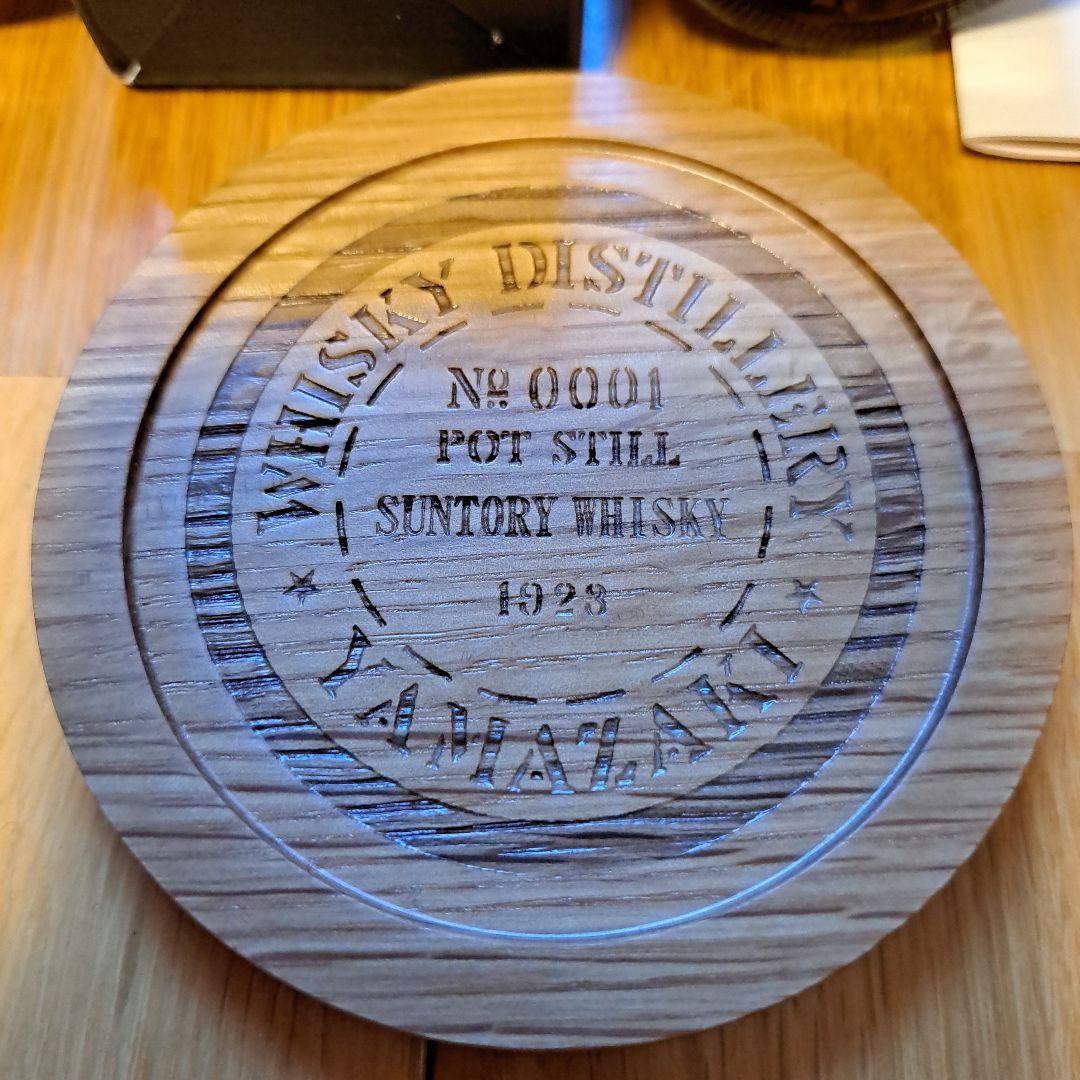 WHISKY DISTILLERY
№ 0001
POT STILL
SUNTORY WHISKY
1923
YAMAZAKI